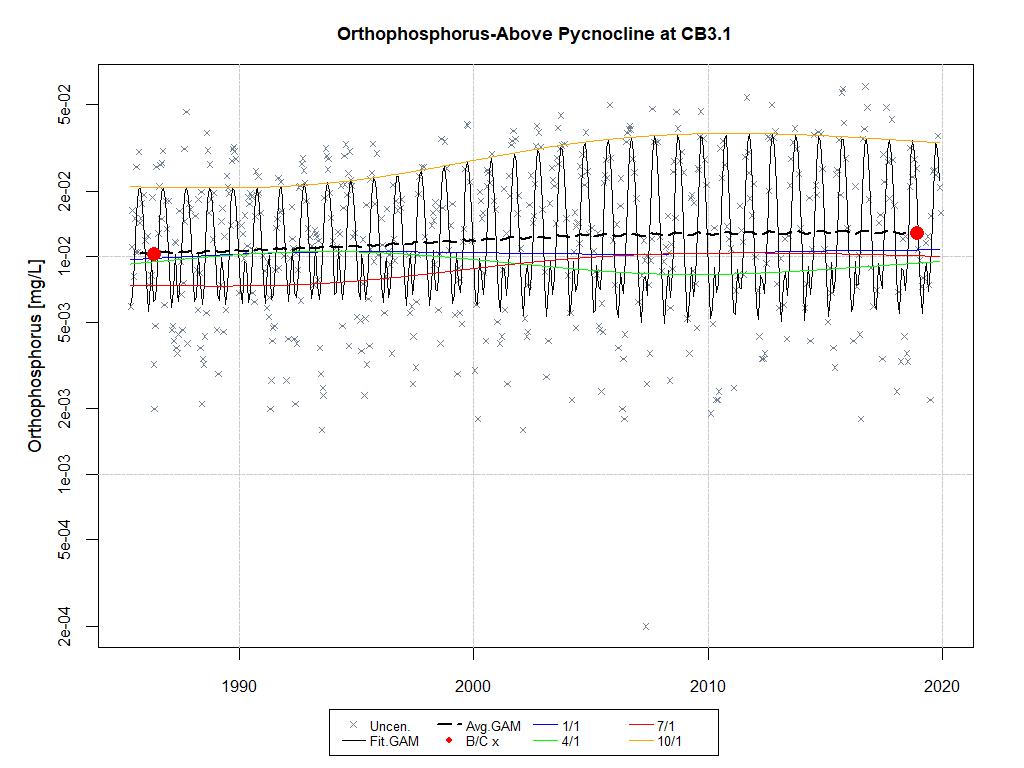 Orthophosphorus-Above Pycnocline at CB3.1
Orthophosphorus [mg/L]
5e-02
2e-02
1e-02
5e-03
2e-03
1e-03
5e-04
2e-04
1990 2000 2010 2020
Uncen. Avg.GAM 1/1 7/1
Fit.GAM B/C x 4/1 10/1